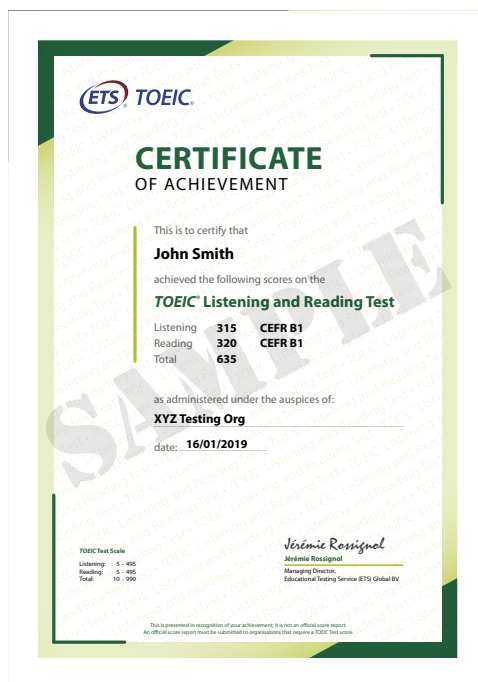 ETS® TOEIC®
CERTIFICATE
OF ACHIEVEMENT
This is to certify that
John Smith
achieved the following scores on the
TOEIC® Listening and Reading Test
Listening 315 CEFR B1
Reading 320 CEFR B1
Total 635
SAMPLE
as administered under the auspices of:
XYZ Testing Org
date: 16/01/2019
TOEIC Test Scale
Listening: 5 - 495
Reading: 5 - 495
Total: 10 - 990
Jérémie Rossignol
Jérémie Rossignol
Managing Director,
Educational Testing Service (ETS) Global BV
This is presented in recognition of your achievement; it is not an official score report.
An official score report must be submitted to organisations that require a TOEIC Test score.